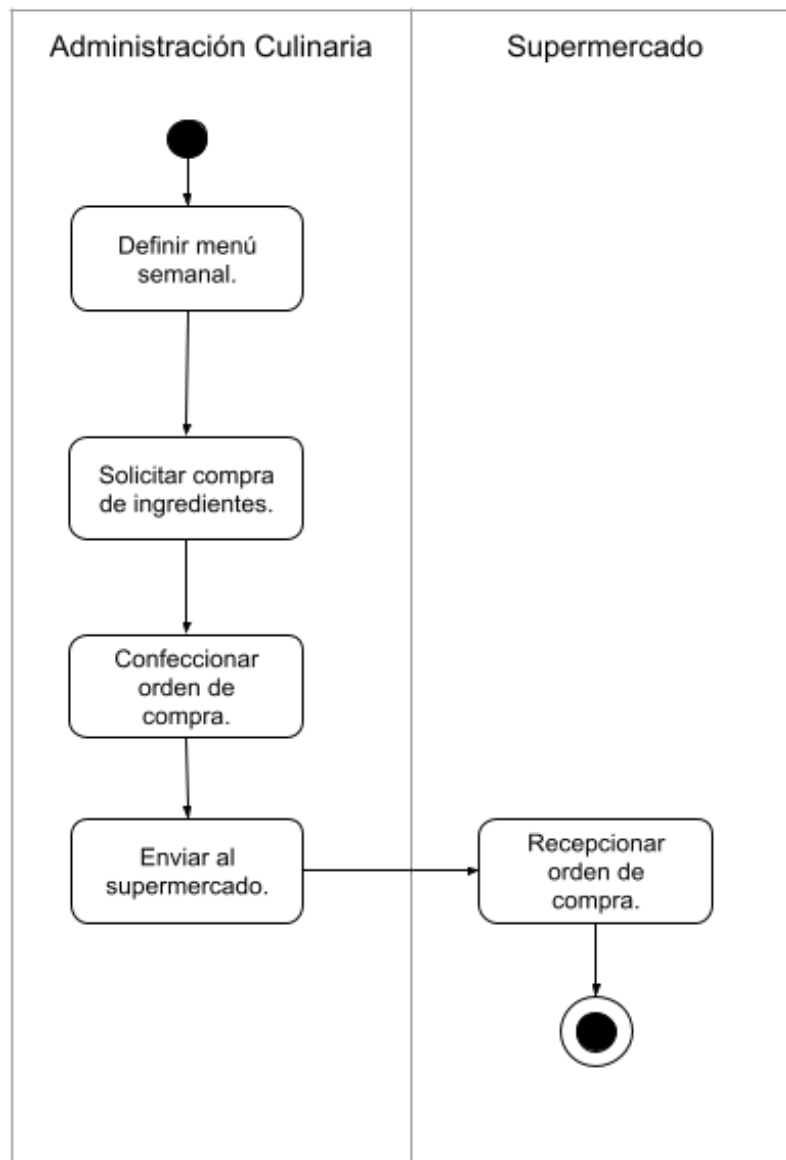 Administración Culinaria
Supermercado
Definir menú
semanal.
Solicitar compra
de ingredientes.
Confeccionar
orden de
compra.
Enviar al
supermercado.
Recepcionar
orden de
compra.